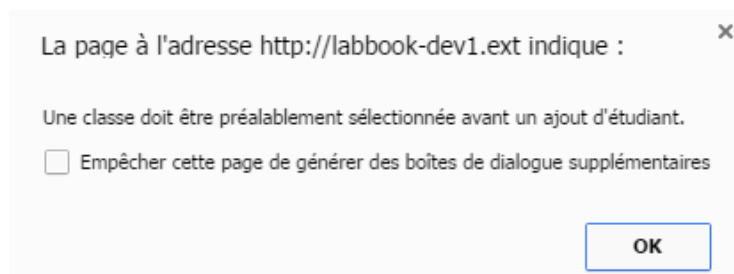 La page à l'adresse http://labbook-dev1.ext indique :
Une classe doit être préalablement sélectionnée avant un ajout d'étudiant.
Empêcher cette page de générer des boîtes de dialogue supplémentaires
OK